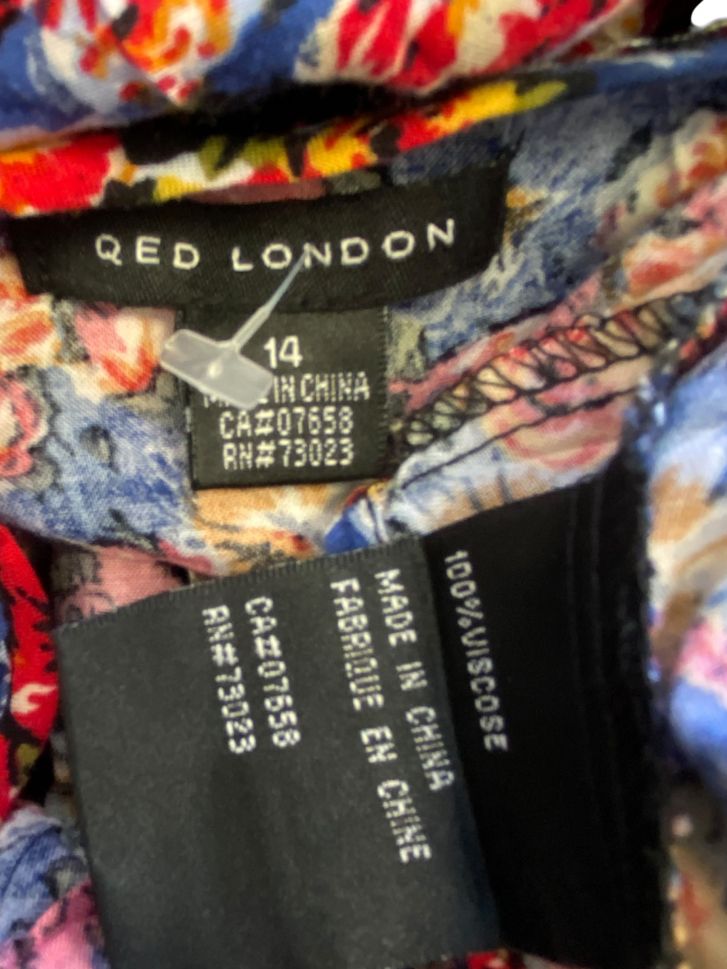 QED LONDON
14
IN CHINA
CA#07658
RN#73023
100%VISCOSE
MADE IN CHINA
FABRIQUE EN CHINE
CA#07658
RN#73023